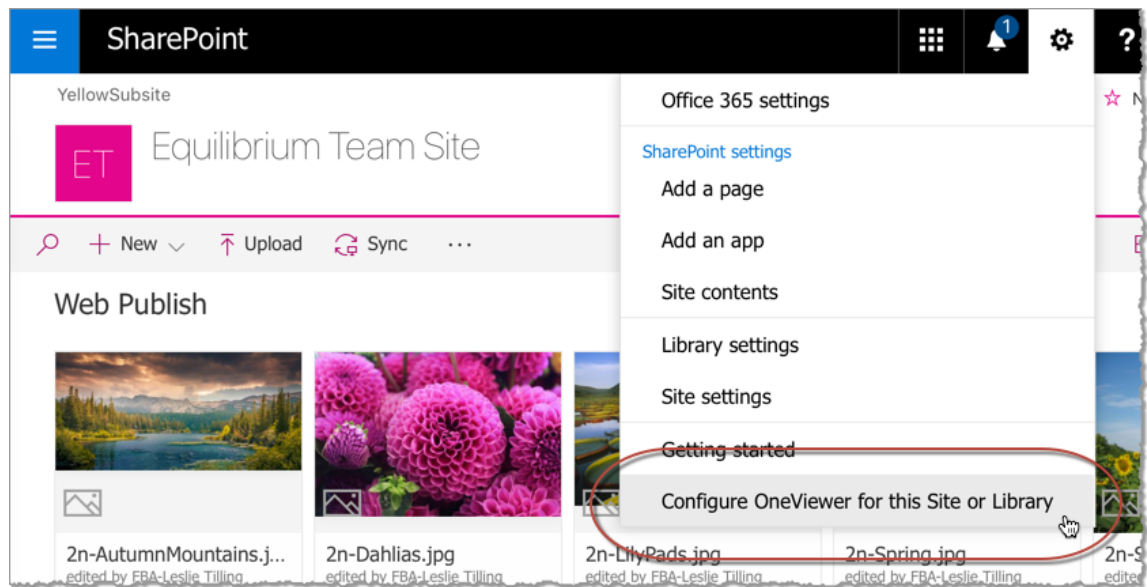 SharePoint
1
?
YellowSubsite
ET
Equilibrium Team Site
New
Upload
Sync
...
Web Publish
Office 365 settings
SharePoint settings
Add a page
Add an app
Site contents
Library settings
Site settings
Getting started
Configure OneViewer for this Site or Library
2n-AutumnMountains.j...
edited by FBA-Leslie Tilling
2n-Dahlias.jpg
edited by FBA-Leslie Tilling
2n-LilyPads.jpg
edited by FBA-Leslie Tilling
2n-Spring.jpg
edited by FBA-Leslie Tilling